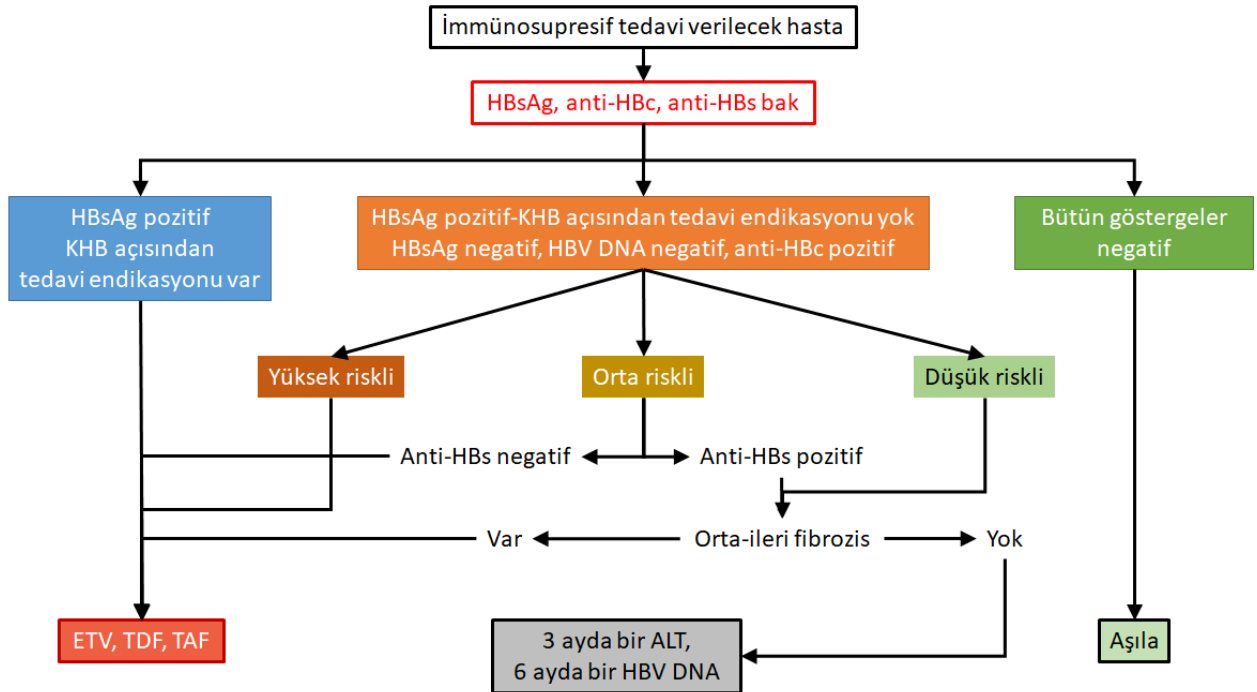 İmmünosupresif tedavi verilecek hasta
HBsAg, anti-HBc, anti-HBs bak
HBsAg pozitif
KHB açısından
tedavi endikasyonu var
HBsAg pozitif-KHB açısından tedavi endikasyonu yok
HBsAg negatif, HBV DNA negatif, anti-HBc pozitif
Bütün göstergeler
negatif
Yüksek riskli
Orta riskli
Düşük riskli
Anti-HBs negatif
Anti-HBs pozitif
Var
Orta-ileri fibrozis
Yok
ETV, TDF, TAF
3 ayda bir ALT,
6 ayda bir HBV DNA
Aşıla